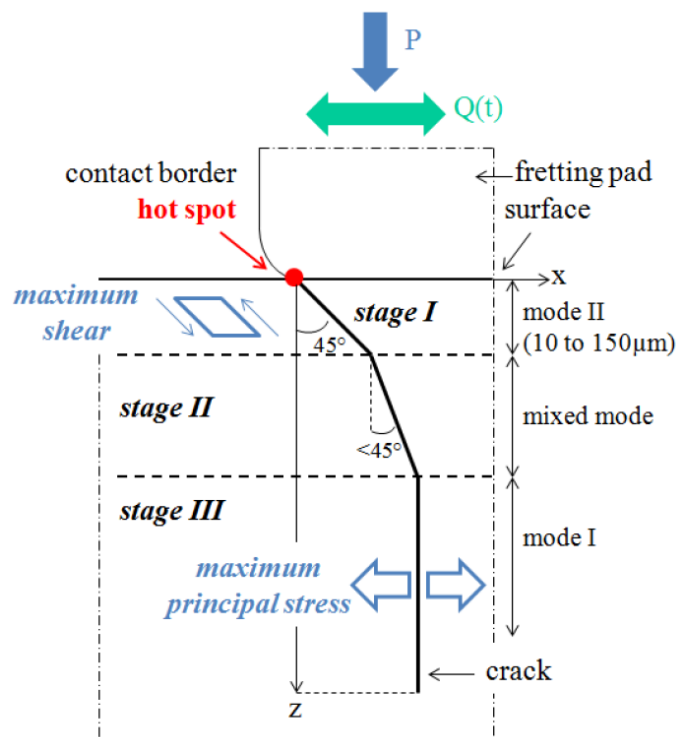 P
Q(t)
contact border
hot spot
fretting pad
surface
x
maximum
shear
stage I
45°
mode II
(10 to 150µm)
stage II
<45°
mixed mode
stage III
mode I
maximum
principal stress
crack
z